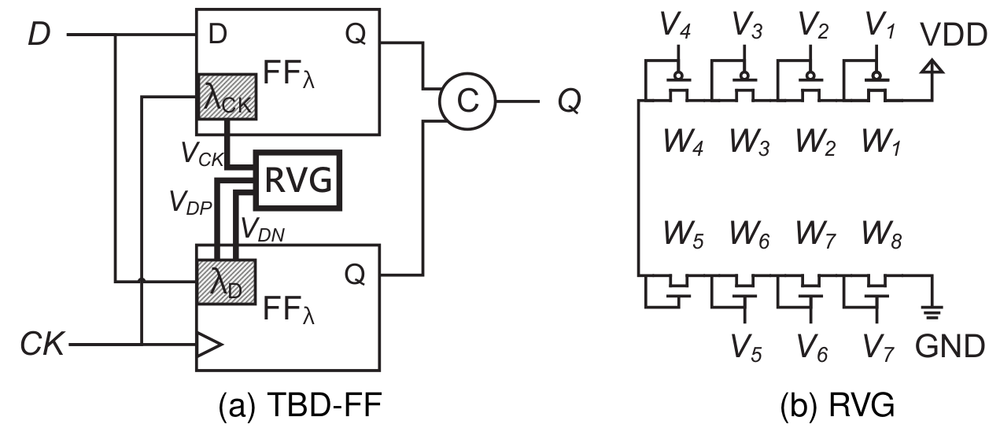 D
D
Q
FFλ
λCK
VCK
RVG
VDP
VDN
C
Q
λD
Q
FFλ
CK
(a) TBD-FF
V4 V3 V2 V1 VDD
W4 W3 W2 W1
W5 W6 W7 W8
V5 V6 V7 GND
(b) RVG